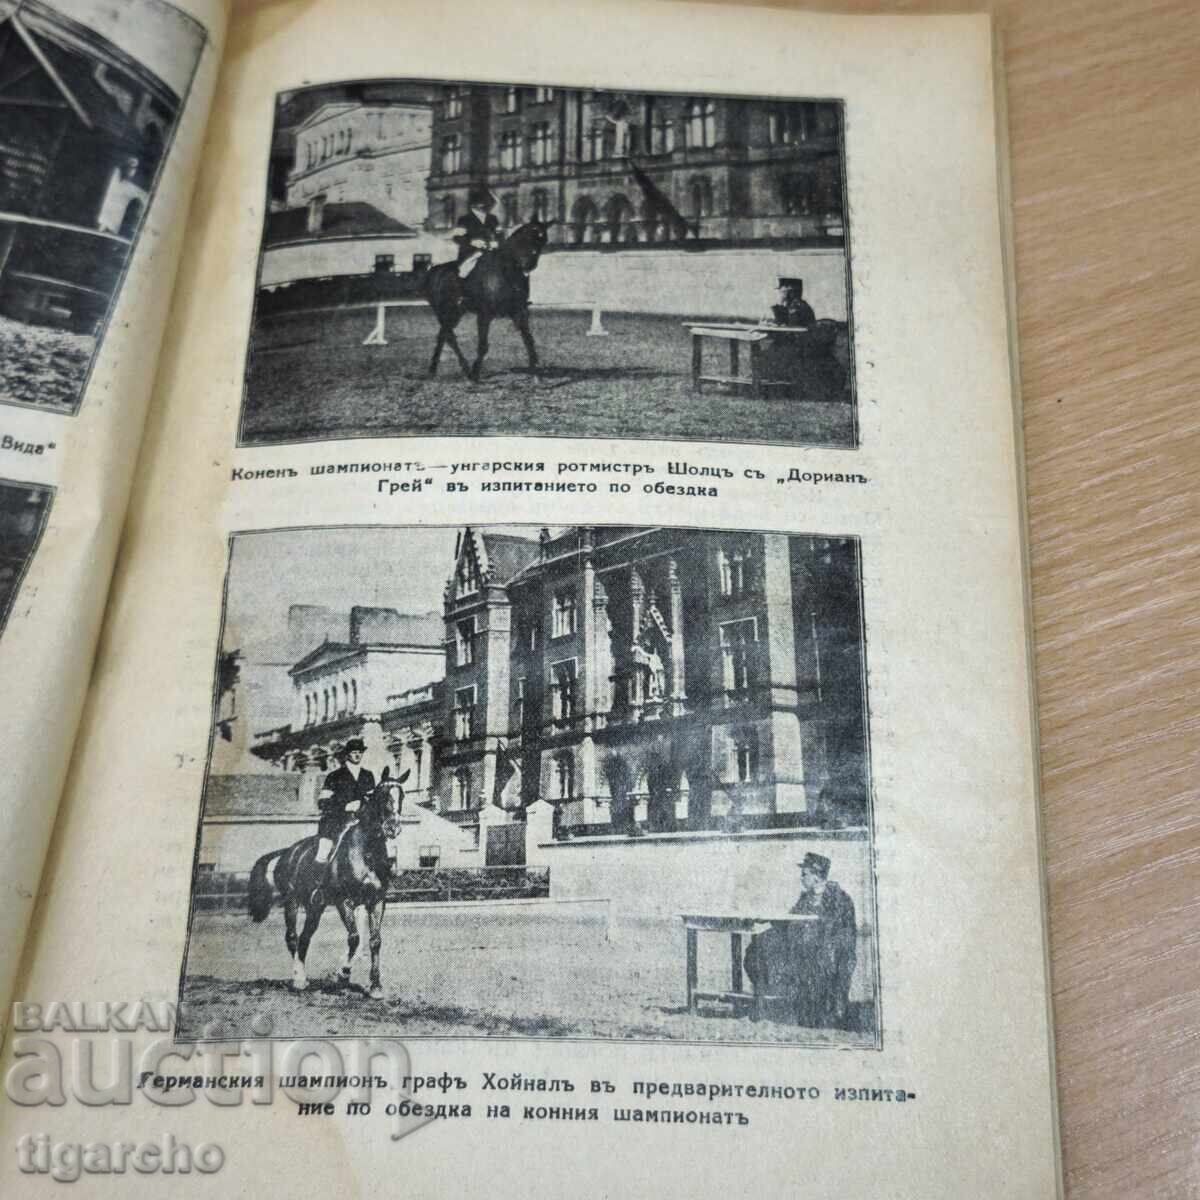 Вида“
Коненъ шампионатъ—унгарския ротмистръ Шолцъ съ „Дорианъ
Грей“ въ изпитанието по обездка
Германския шампионъ графъ Хойналъ въ предварителното изпита-
ние по обездка на конния шампионатъ
BALKAN
auction
tigarcho